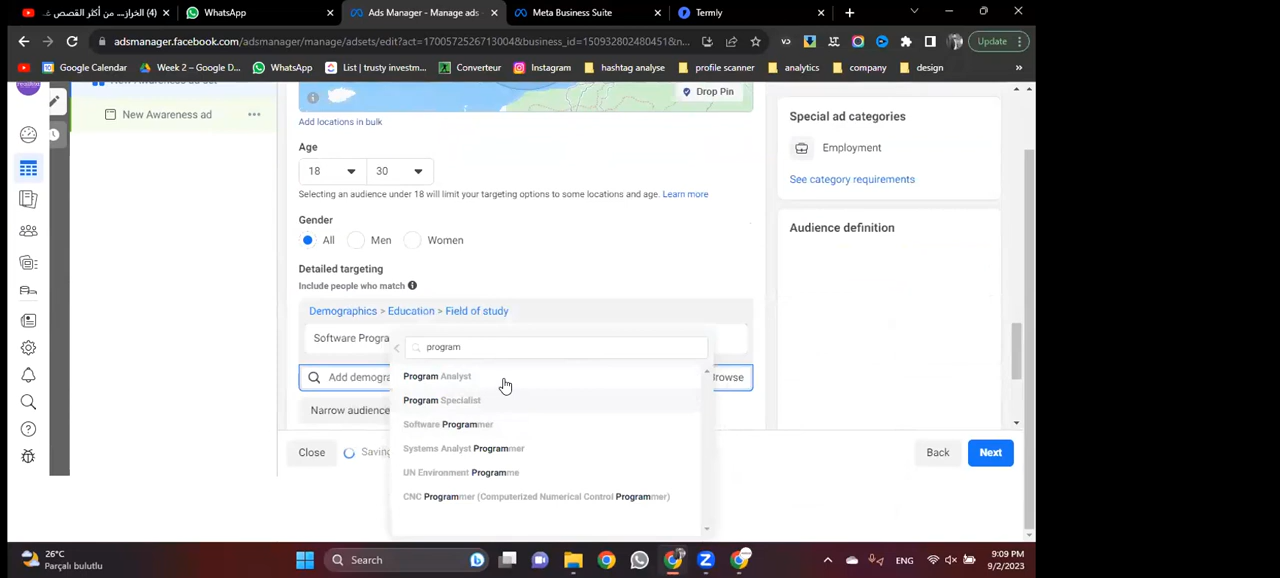 (4) الخراز... من أكثر القصص غ
WhatsApp
Ads Manager - Manage ads -
Meta Business Suite
Termly
adsmanager.facebook.com/adsmanager/manage/adsets/edit?act=1700572526713004&business_id=150932802480451&n...
Update
Google Calendar
Week 2 – Google D...
WhatsApp
List | trusty investm...
Converteur
Instagram
hashtag analyse
profile scanner
analytics
company
design
»
New Awareness ad set
New Awareness ad
Drop Pin
Add locations in bulk
Age
18
30
Selecting an audience under 18 will limit your targeting options to some locations and age. Learn more
Gender
All
Men
Women
Detailed targeting
Include people who match
Demographics > Education > Field of study
Software Progra
program
Add demogra
Browse
Program Analyst
Program Specialist
Narrow audience
Software Programmer
Systems Analyst Programmer
UN Environment Programme
CNC Programmer (Computerized Numerical Control Programmer)
Close
Saving
Back
Next
Special ad categories
Employment
See category requirements
Audience definition
26°C
Parçalı bulutlu
Search
ENG
9:09 PM
9/2/2023